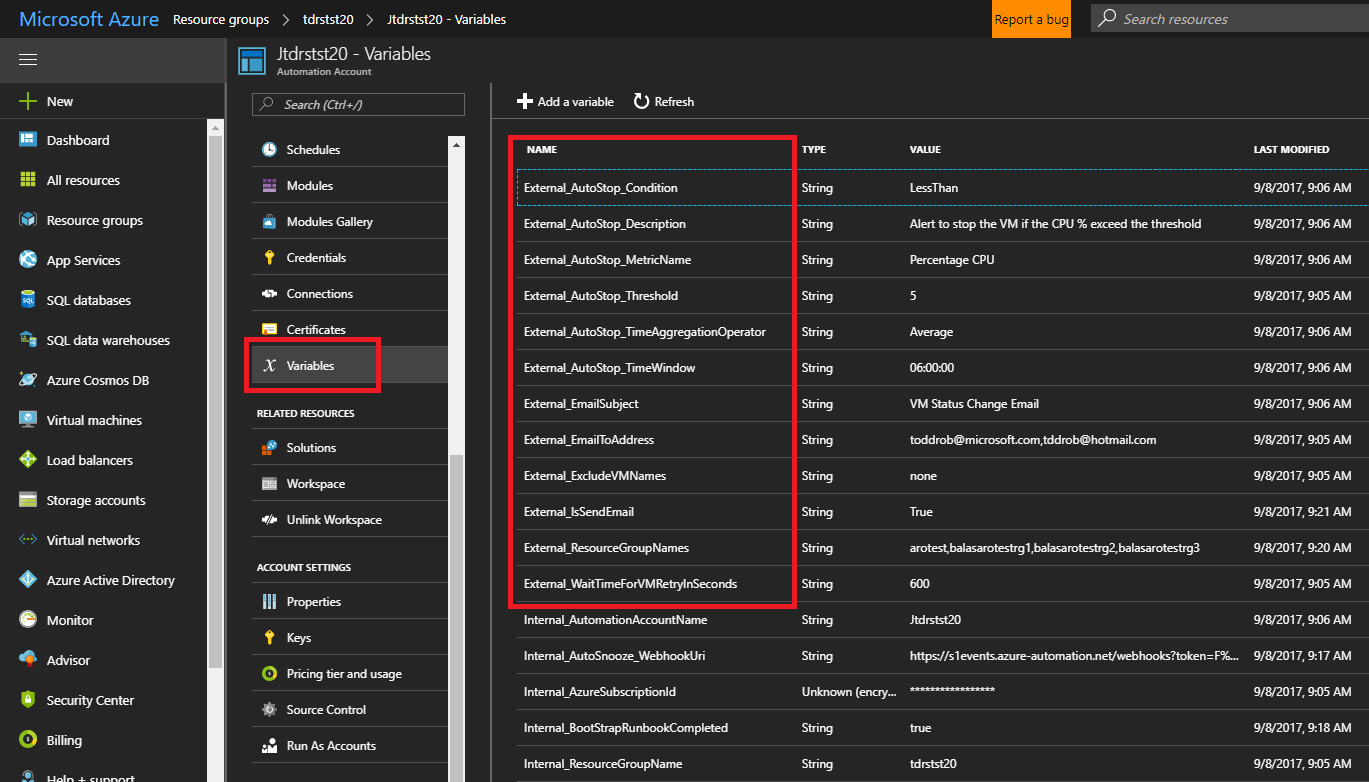 Microsoft Azure Resource groups > tdrstst20 > Jtdrstst20 - Variables Report a bug Search resources
Jtdrstst20 - Variables
Automation Account
New
Dashboard
All resources
Resource groups
App Services
SQL databases
SQL data warehouses
Azure Cosmos DB
Virtual machines
Load balancers
Storage accounts
Virtual networks
Azure Active Directory
Monitor
Advisor
Security Center
Billing
Help + support
Search (Ctrl+/)
Schedules
Modules
Modules Gallery
Credentials
Connections
Certificates
Variables
RELATED RESOURCES
Solutions
Workspace
Unlink Workspace
ACCOUNT SETTINGS
Properties
Keys
Pricing tier and usage
Source Control
Run As Accounts
Add a variable Refresh
NAME TYPE VALUE LAST MODIFIED
External_AutoStop_Condition String LessThan 9/8/2017, 9:06 AM
External_AutoStop_Description String Alert to stop the VM if the CPU % exceed the threshold 9/8/2017, 9:06 AM
External_AutoStop_MetricName String Percentage CPU 9/8/2017, 9:06 AM
External_AutoStop_Threshold String 5 9/8/2017, 9:05 AM
External_AutoStop_TimeAggregationOperator String Average 9/8/2017, 9:06 AM
External_AutoStop_TimeWindow String 06:00:00 9/8/2017, 9:06 AM
External_EmailSubject String VM Status Change Email 9/8/2017, 9:06 AM
External_EmailToAddress String toddrob@microsoft.com,tddrob@hotmail.com 9/8/2017, 9:05 AM
External_ExcludeVMNames String none 9/8/2017, 9:05 AM
External_IsSendEmail String True 9/8/2017, 9:21 AM
External_ResourceGroupNames String arotest,balasarotestrg1,balasarotestrg2,balasarotestrg3 9/8/2017, 9:20 AM
External_WaitTimeForVMRetryInSeconds String 600 9/8/2017, 9:05 AM
Internal_AutomationAccountName String Jtdrstst20 9/8/2017, 9:06 AM
Internal_AutoSnooze_WebhookUri String https://s1events.azure-automation.net/webhooks?token=F%... 9/8/2017, 9:17 AM
Internal_AzureSubscriptionId Unknown (encry... ***************** 9/8/2017, 9:05 AM
Internal_BootStrapRunbookCompleted String true 9/8/2017, 9:18 AM
Internal_ResourceGroupName String tdrstst20 9/8/2017, 9:05 AM